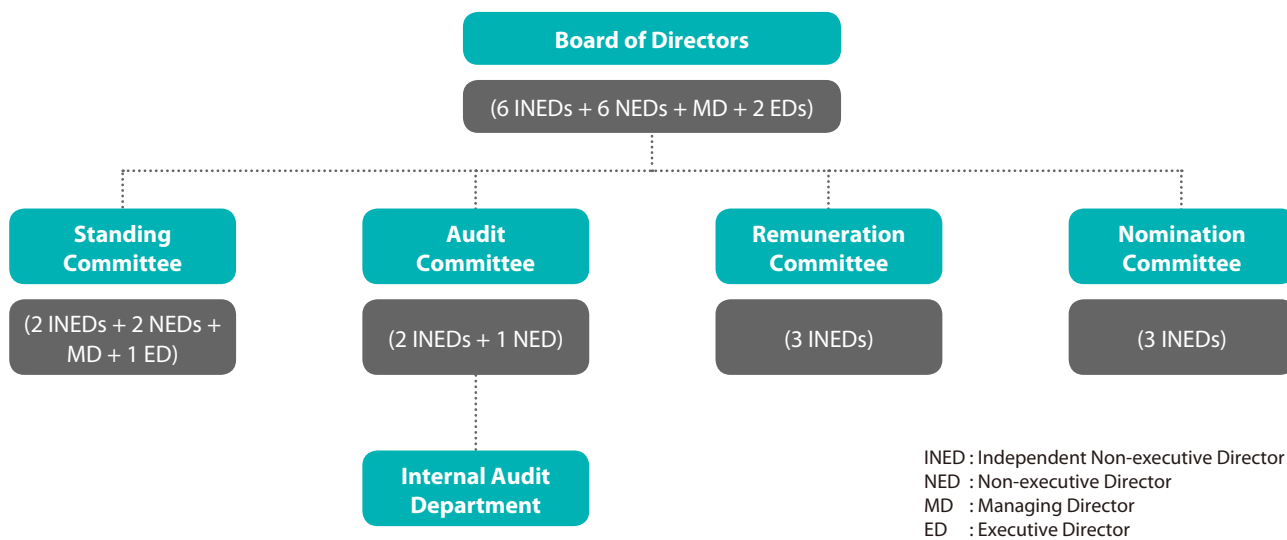 Board of Directors
(6 INEDs + 6 NEDs + MD + 2 EDs)
Standing
Committee
(2 INEDs + 2 NEDs +
MD + 1 ED)
Audit
Committee
(2 INEDs + 1 NED)
Remuneration
Committee
(3 INEDs)
Nomination
Committee
(3 INEDs)
Internal Audit
Department
INED : Independent Non-executive Director
NED : Non-executive Director
MD : Managing Director
ED : Executive Director